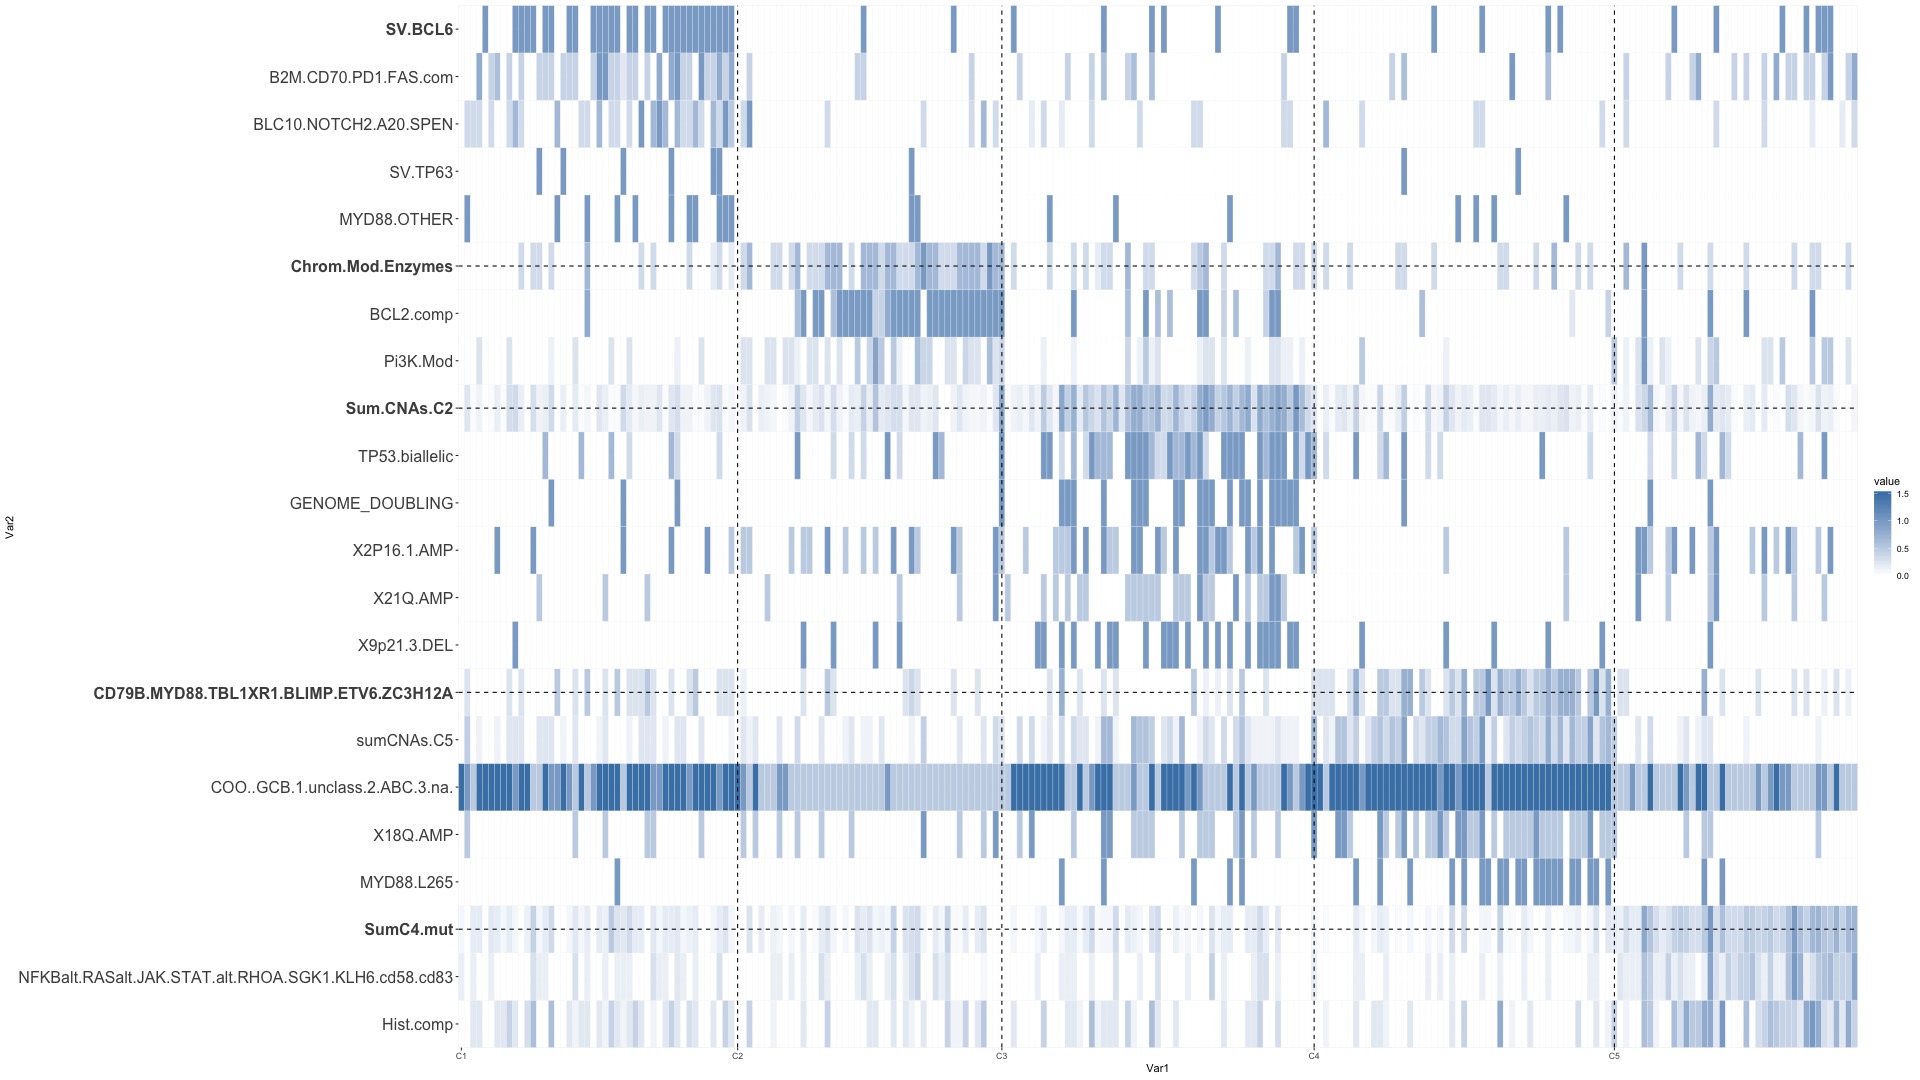 SV.BCL6
B2M.CD70.PD1.FAS.com
BLC10.NOTCH2.A20.SPEN
SV.TP63
MYD88.OTHER
Chrom.Mod.Enzymes
BCL2.comp
Pi3K.Mod
Sum.CNAs.C2
TP53.biallelic
GENOME_DOUBLING
X2P16.1.AMP
X21Q.AMP
X9p21.3.DEL
CD79B.MYD88.TBL1XR1.BLIMP.ETV6.ZC3H12A
sumCNAs.C5
COO..GCB.1.unclass.2.ABC.3.na.
X18Q.AMP
MYD88.L265
SumC4.mut
NFKBalt.RASalt.JAK.STAT.alt.RHOA.SGK1.KLH6.cd58.cd83
Hist.comp
Var2
C1 C2 C3 C4 C5
Var1
value
1.5
1.0
0.5
0.0